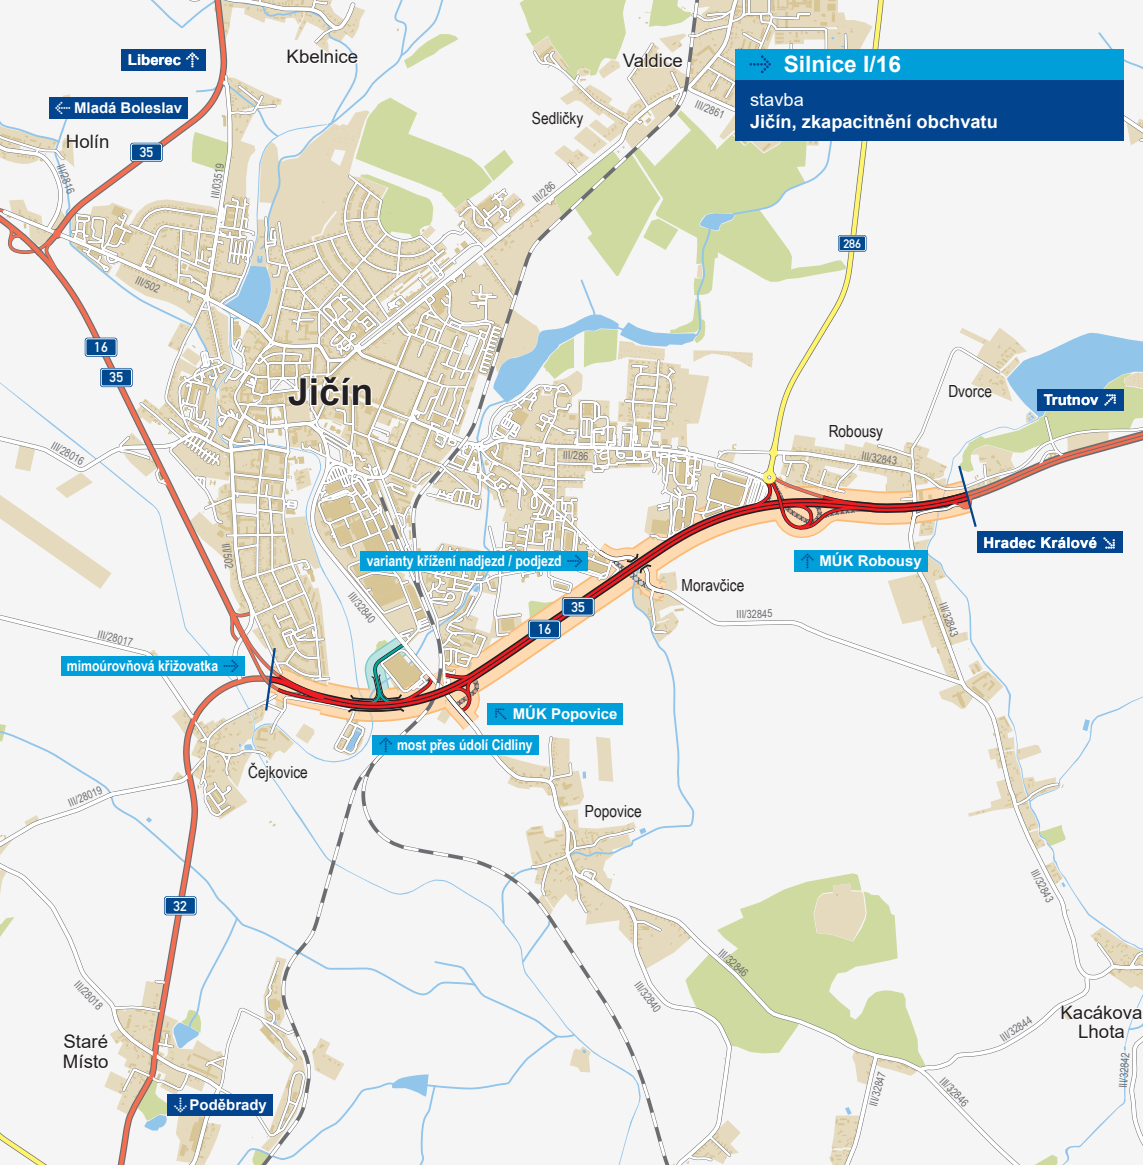 Silnice I/16
stavba
Jičín, zkapacitnění obchvatu
Kbelnice
Valdice
Liberec
Mladá Boleslav
Holín
35
Sedličky
III/2861
III/2816
III/03519
III/286
286
III/502
16
35
Jičín
Dvorce
Trutnov
Robousy
III/32843
III/286
III/28016
Hradec Králové
MÚK Robousy
varianty křížení nadjezd / podjezd
Moravčice
III/502
III/32840
35
16
III/32845
III/32843
III/28017
mimoúrovňová křižovatka
MÚK Popovice
most přes údolí Cidliny
Čejkovice
III/28019
Popovice
32
III/32843
III/32846
III/32840
III/28018
Staré
Místo
Kacákova
Lhota
III/32844
III/32842
III/32847
III/32846
Poděbrady